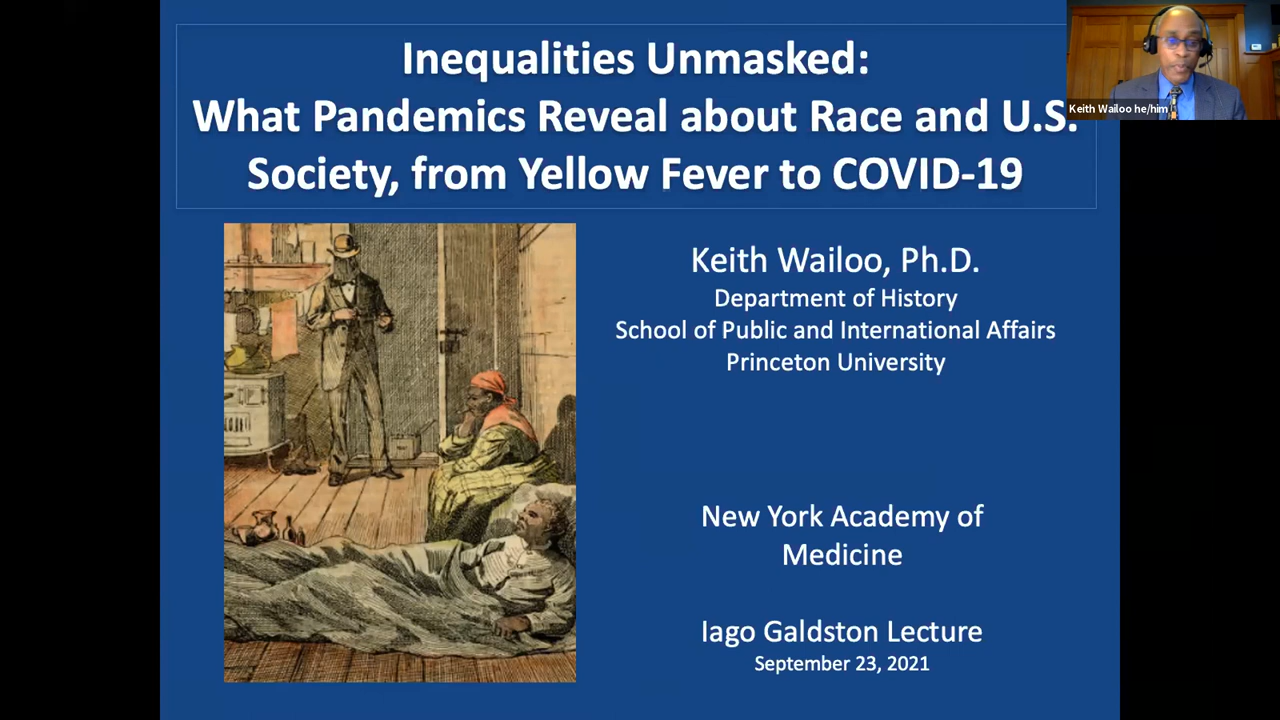 Inequalities Unmasked:
What Pandemics Reveal about Race and U.S.
Society, from Yellow Fever to COVID-19
Keith Wailoo he/him
Keith Wailoo, Ph.D.
Department of History
School of Public and International Affairs
Princeton University
New York Academy of
Medicine
Iago Galdston Lecture
September 23, 2021